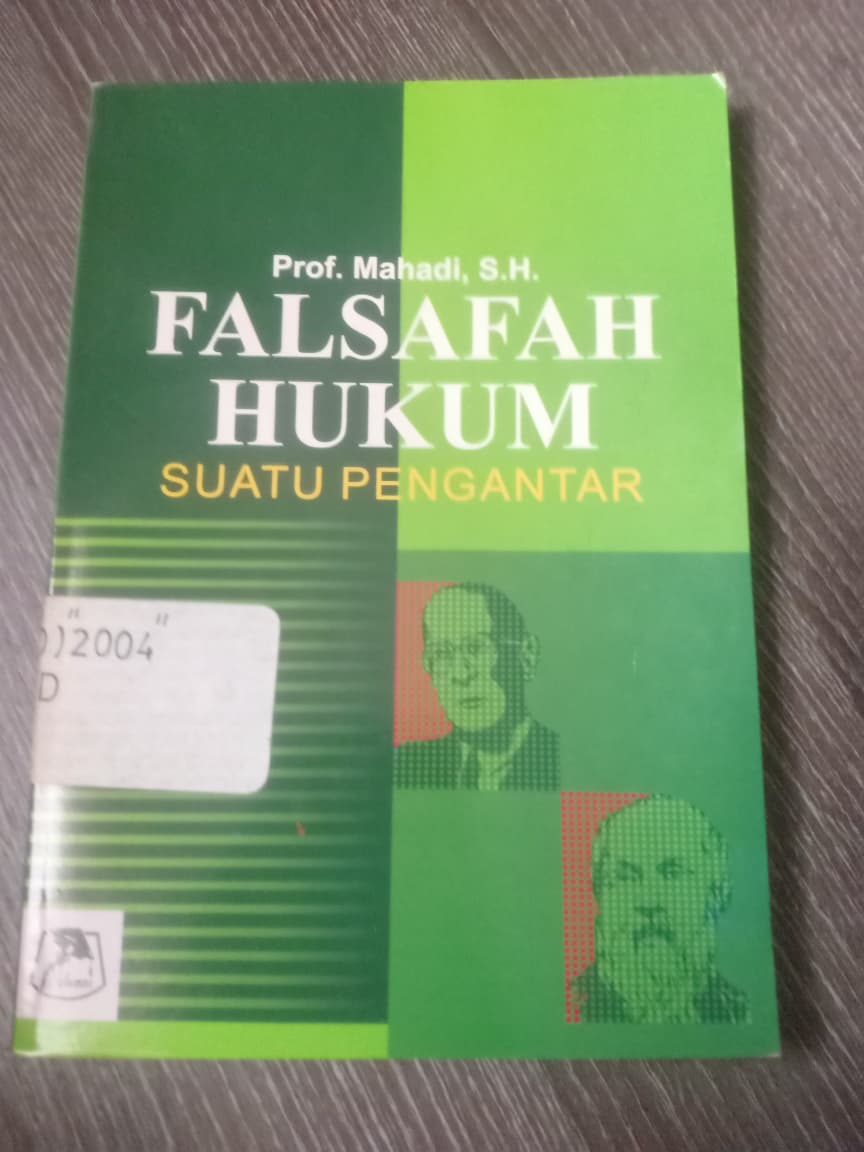 Prof. Mahadi, S.H.
FALSAFAH
HUKUM
SUATU PENGANTAR
)"2004"
D